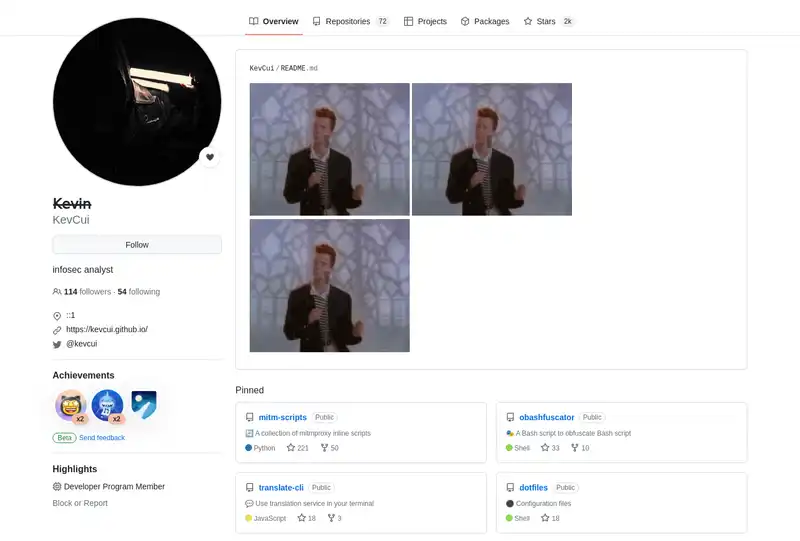 Overview
Repositories 72
Projects
Packages
Stars 2k
KevCui / README.md
Kevin
KevCui
Follow
infosec analyst
114 followers · 54 following
::1
https://kevcui.github.io/
@kevcui
Achievements
x2
x2
Beta Send feedback
Highlights
Developer Program Member
Block or Report
Pinned
mitm-scripts Public
A collection of mitmproxy inline scripts
Python 221 50
obashfuscator Public
A Bash script to obfuscate Bash script
Shell 33 10
translate-cli Public
Use translation service in your terminal
JavaScript 18 3
dotfiles Public
Configuration files
Shell 18